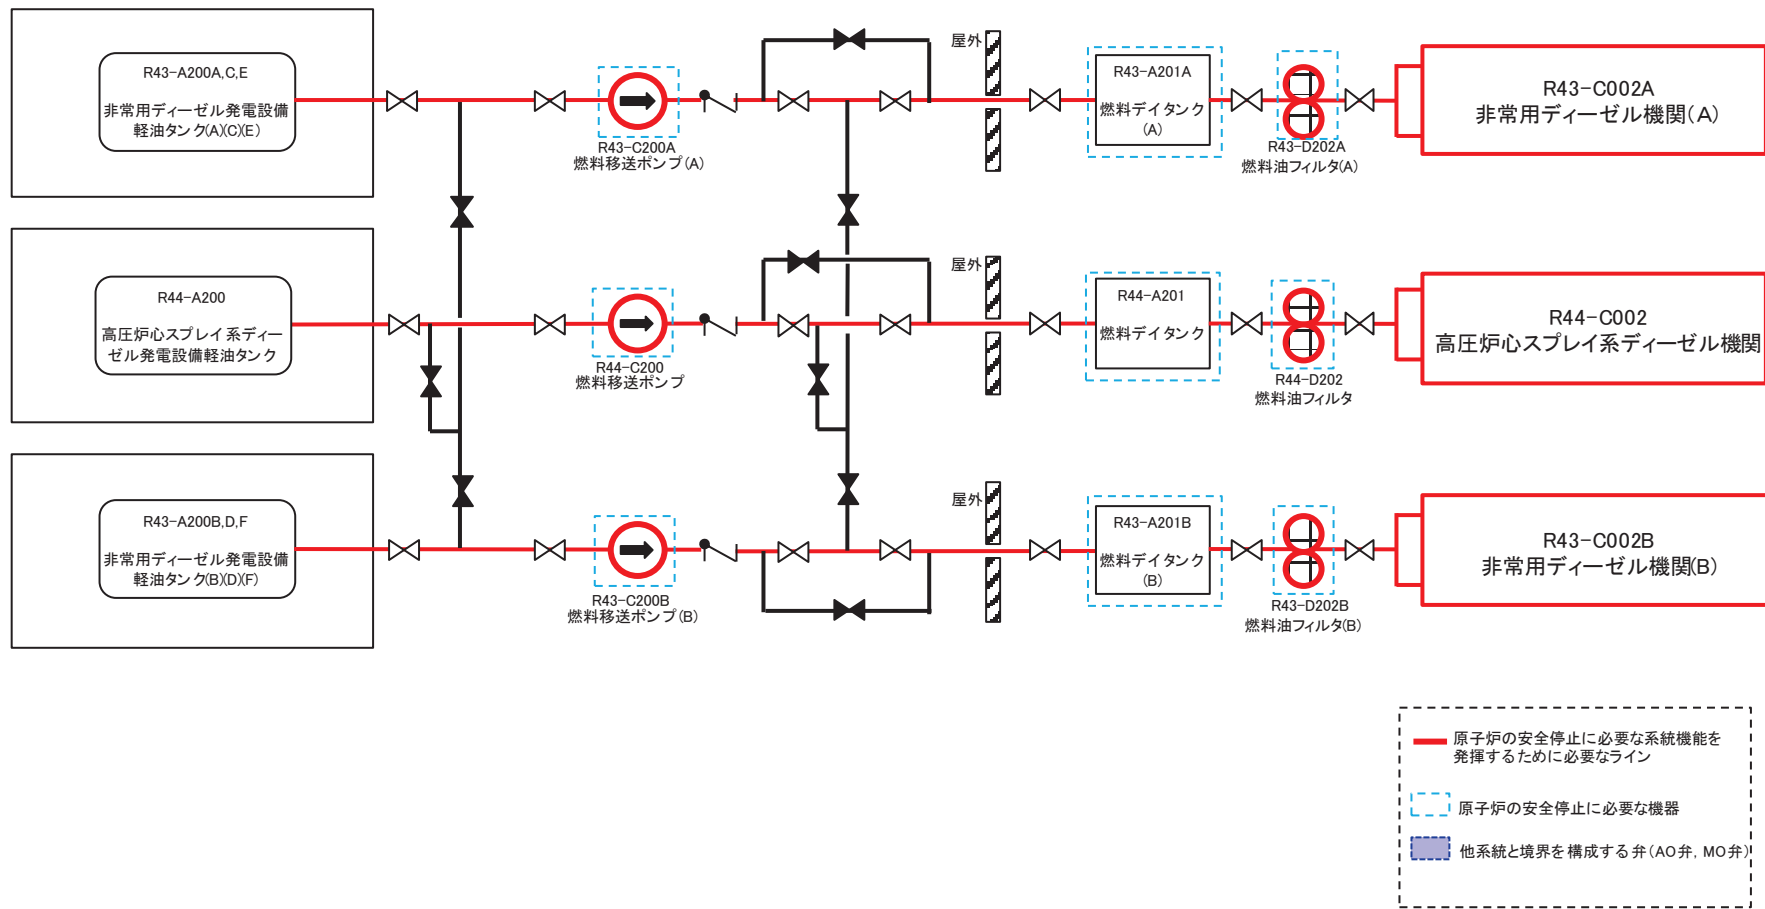 R43-A200A,C,E
非常用ディーゼル発電設備
軽油タンク(A)(C)(E)
R43-C200A
燃料移送ポンプ(A)
屋外
R43-A201A
燃料デイタンク
(A)
R43-D202A
燃料油フィルタ(A)
R43-C002A
非常用ディーゼル機関(A)
R44-A200
高圧炉心スプレイ系ディー
ゼル発電設備軽油タンク
R44-C200
燃料移送ポンプ
屋外
R44-A201
燃料デイタンク
R44-D202
燃料油フィルタ
R44-C002
高圧炉心スプレイ系ディーゼル機関
R43-A200B,D,F
非常用ディーゼル発電設備
軽油タンク(B)(D)(F)
R43-C200B
燃料移送ポンプ(B)
屋外
R43-A201B
燃料デイタンク
(B)
R43-D202B
燃料油フィルタ(B)
R43-C002B
非常用ディーゼル機関(B)
原子炉の安全停止に必要な系統機能を
発揮するために必要なライン
原子炉の安全停止に必要な機器
他系統と境界を構成する弁(AO弁, MO弁)